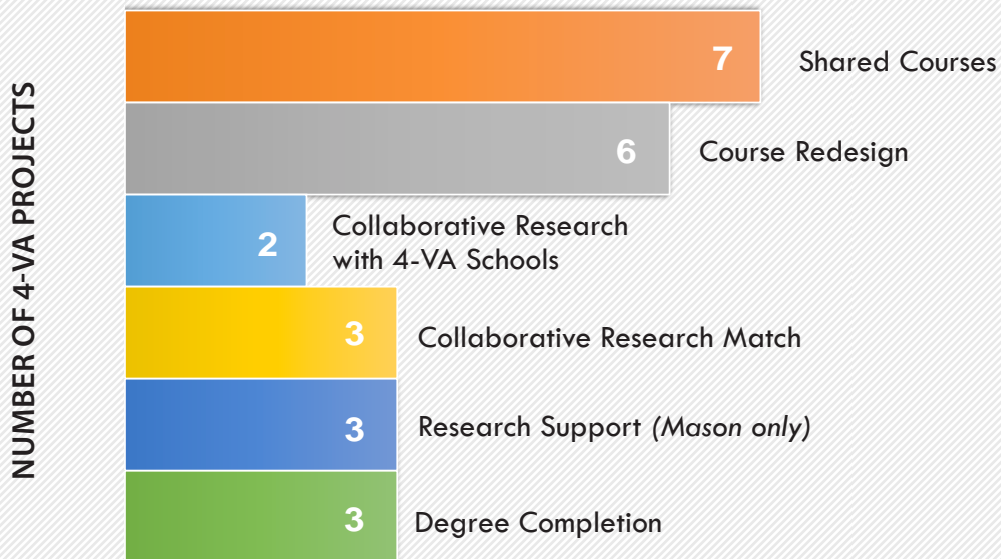 NUMBER OF 4-VA PROJECTS
7
Shared Courses
6
Course Redesign
2
Collaborative Research
with 4-VA Schools
3
Collaborative Research Match
3
Research Support (Mason only)
3
Degree Completion